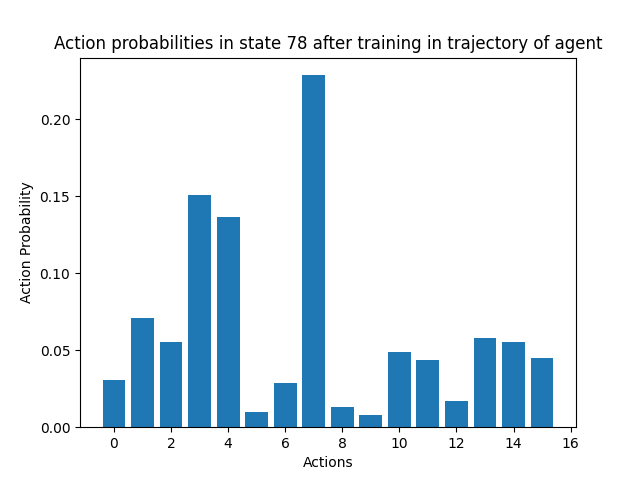 Action probabilities in state 78 after training in trajectory of agent
0.20
0.15
0.10
0.05
0.00
Action Probability
0 2 4 6 8 10 12 14 16
Actions